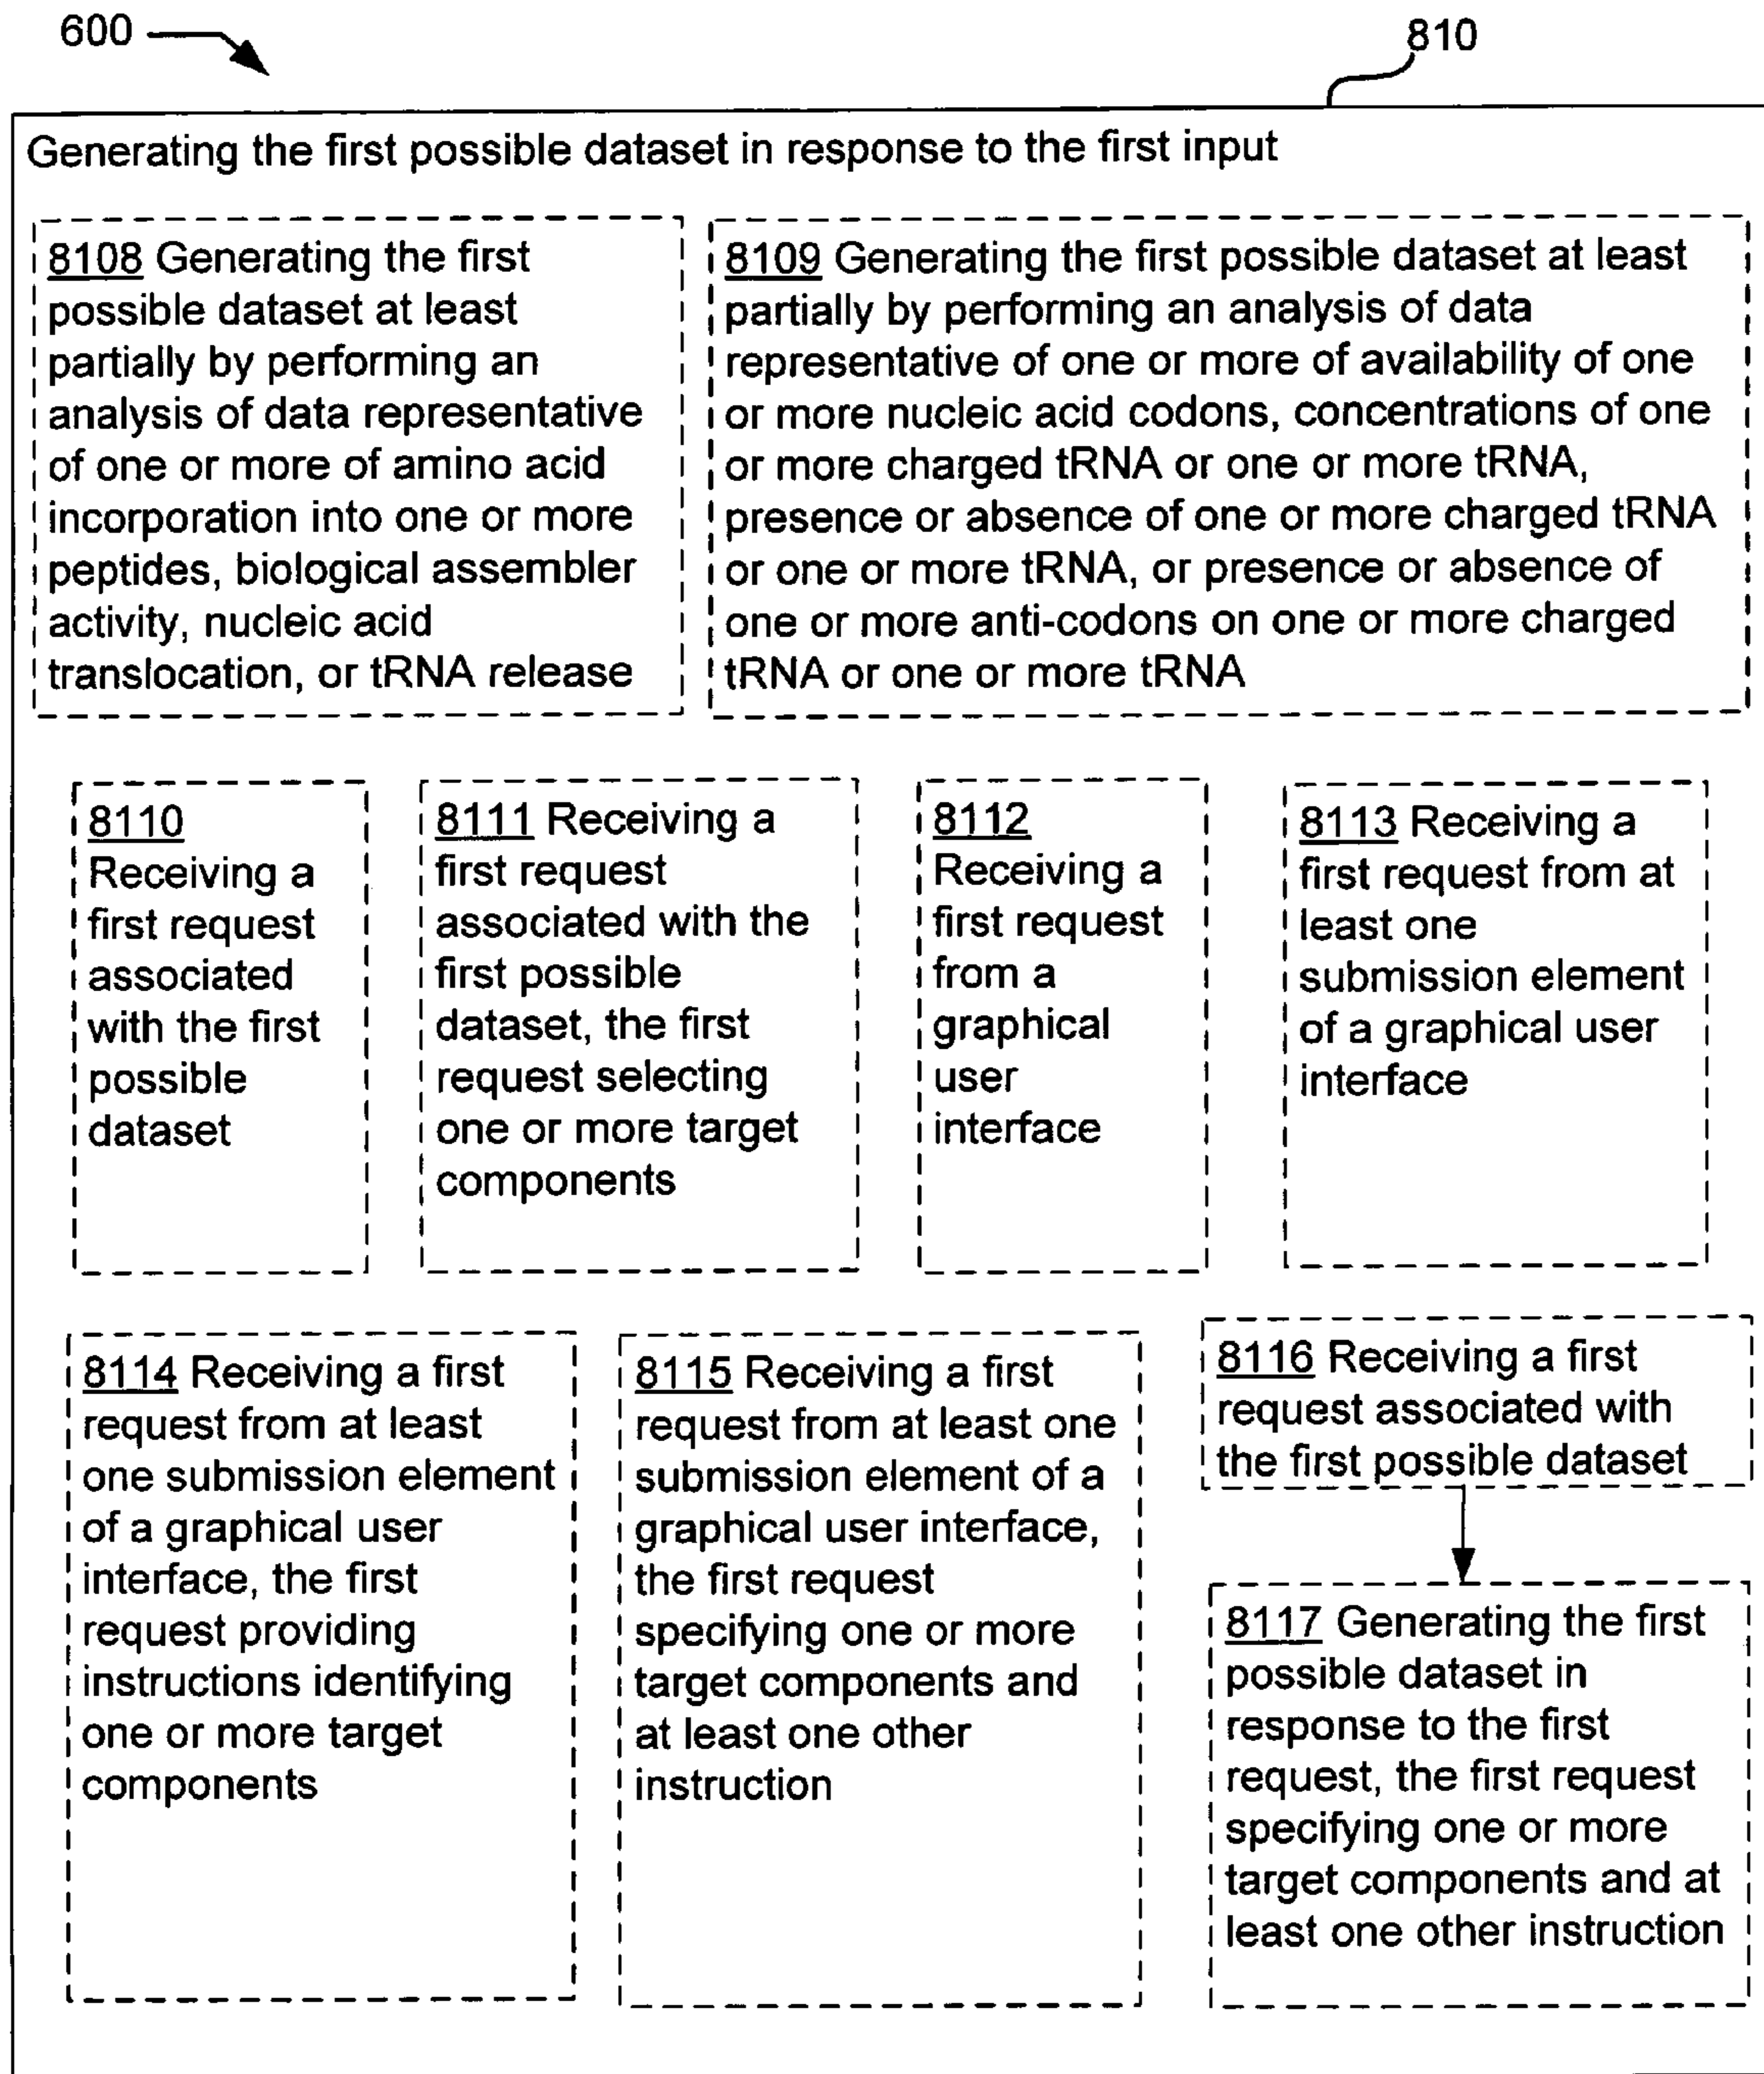 600
810
Generating the first possible dataset in response to the first input
8108 Generating the first
possible dataset at least
partially by performing an
analysis of data representative
of one or more of amino acid
incorporation into one or more
peptides, biological assembler
activity, nucleic acid
translocation, or tRNA release
8109 Generating the first possible dataset at least
partially by performing an analysis of data
representative of one or more of availability of one
or more nucleic acid codons, concentrations of one
or more charged tRNA or one or more tRNA,
presence or absence of one or more charged tRNA
or one or more tRNA, or presence or absence of
one or more anti-codons on one or more charged
tRNA or one or more tRNA
8110
Receiving a
first request
associated
with the first
possible
dataset
8111 Receiving a
first request
associated with the
first possible
dataset, the first
request selecting
one or more target
components
8112
Receiving a
first request
from a
graphical
user
interface
8113 Receiving a
first request from at
least one
submission element
of a graphical user
interface
8114 Receiving a first
request from at least
one submission element
of a graphical user
interface, the first
request providing
instructions identifying
one or more target
components
8115 Receiving a first
request from at least one
submission element of a
graphical user interface,
the first request
specifying one or more
target components and
at least one other
instruction
8116 Receiving a first
request associated with
the first possible dataset
8117 Generating the first
possible dataset in
response to the first
request, the first request
specifying one or more
target components and at
least one other instruction